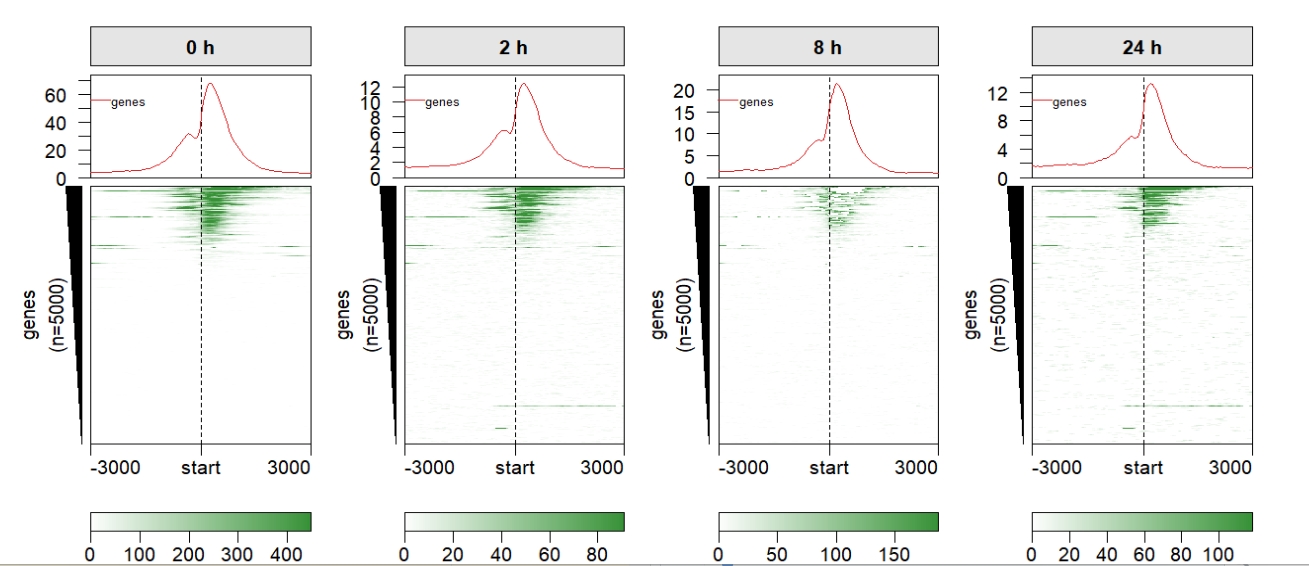 0 h
2 h
8 h
24 h
60
40
20
0
genes
12
10
8
6
4
2
0
genes
20
15
10
5
0
genes
12
8
4
0
genes
genes
(n=5000)
genes
(n=5000)
genes
(n=5000)
genes
(n=5000)
-3000 start 3000
-3000 start 3000
-3000 start 3000
-3000 start 3000
0 100 200 300 400
0 20 40 60 80
0 50 100 150
0 20 40 60 80 100